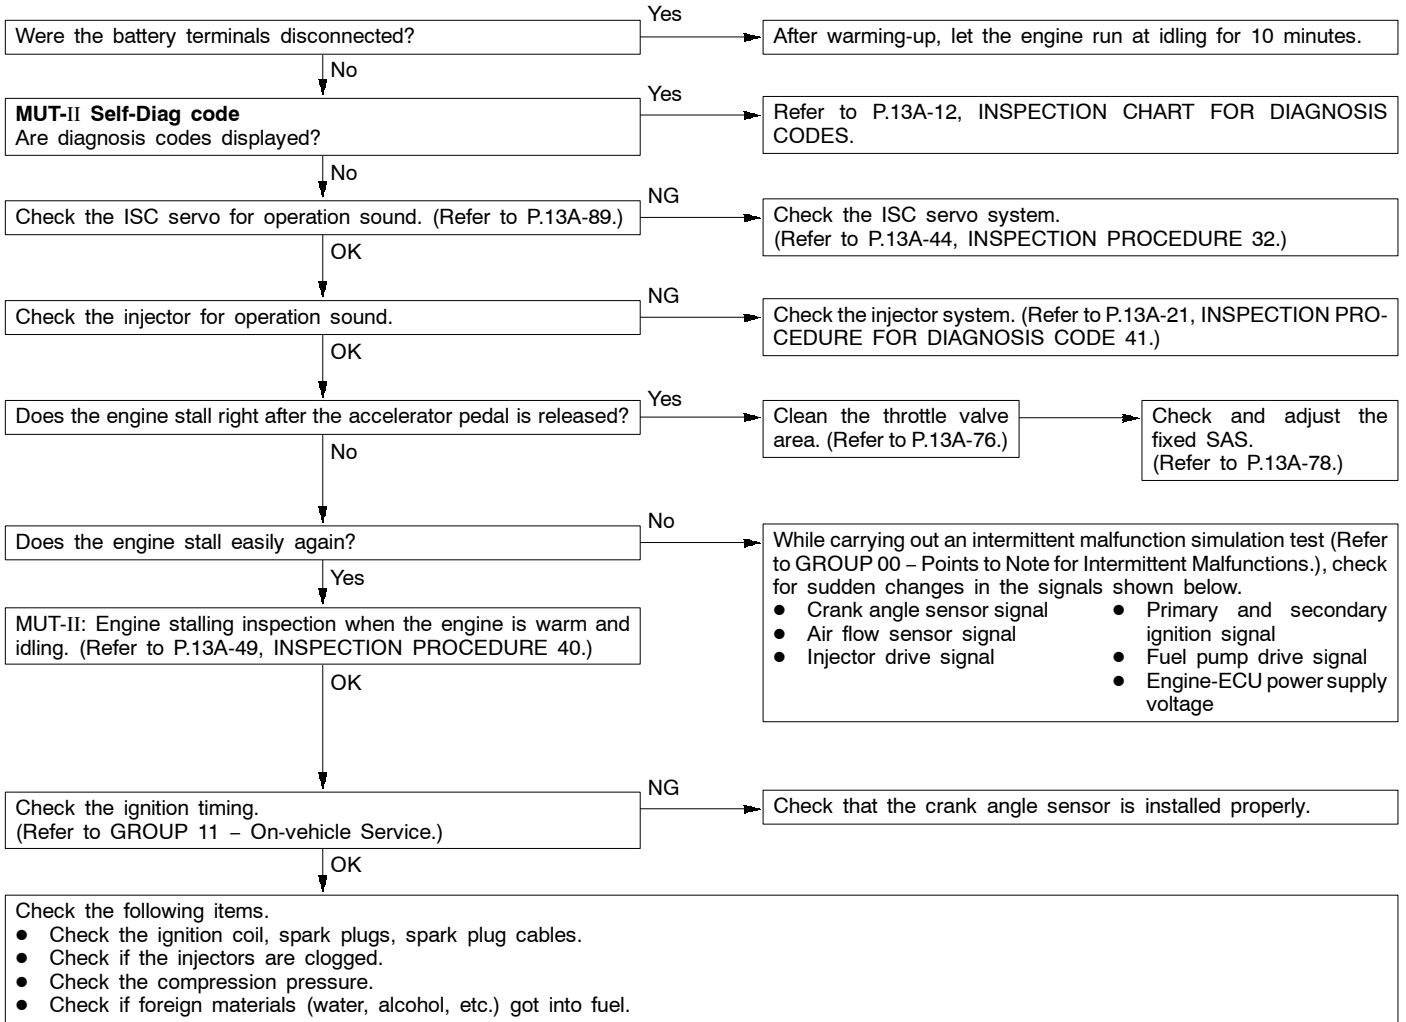 Were the battery terminals disconnected?
Yes
After warming-up, let the engine run at idling for 10 minutes.
No
MUT-II Self-Diag code
Are diagnosis codes displayed?
Yes
Refer to P.13A-12, INSPECTION CHART FOR DIAGNOSIS
CODES.
No
Check the ISC servo for operation sound. (Refer to P.13A-89.)
NG
Check the ISC servo system.
(Refer to P.13A-44, INSPECTION PROCEDURE 32.)
OK
Check the injector for operation sound.
NG
Check the injector system. (Refer to P.13A-21, INSPECTION PRO-
CEDURE FOR DIAGNOSIS CODE 41.)
OK
Does the engine stall right after the accelerator pedal is released?
Yes
Clean the throttle valve
area. (Refer to P.13A-76.)
Check and adjust the
fixed SAS.
(Refer to P.13A-78.)
No
Does the engine stall easily again?
No
While carrying out an intermittent malfunction simulation test (Refer
to GROUP 00 – Points to Note for Intermittent Malfunctions.), check
for sudden changes in the signals shown below.
● Crank angle sensor signal
● Air flow sensor signal
● Injector drive signal
● Primary and secondary
ignition signal
● Fuel pump drive signal
● Engine-ECU power supply
voltage
Yes
MUT-II: Engine stalling inspection when the engine is warm and
idling. (Refer to P.13A-49, INSPECTION PROCEDURE 40.)
OK
Check the ignition timing.
(Refer to GROUP 11 – On-vehicle Service.)
NG
Check that the crank angle sensor is installed properly.
OK
Check the following items.
● Check the ignition coil, spark plugs, spark plug cables.
● Check if the injectors are clogged.
● Check the compression pressure.
● Check if foreign materials (water, alcohol, etc.) got into fuel.